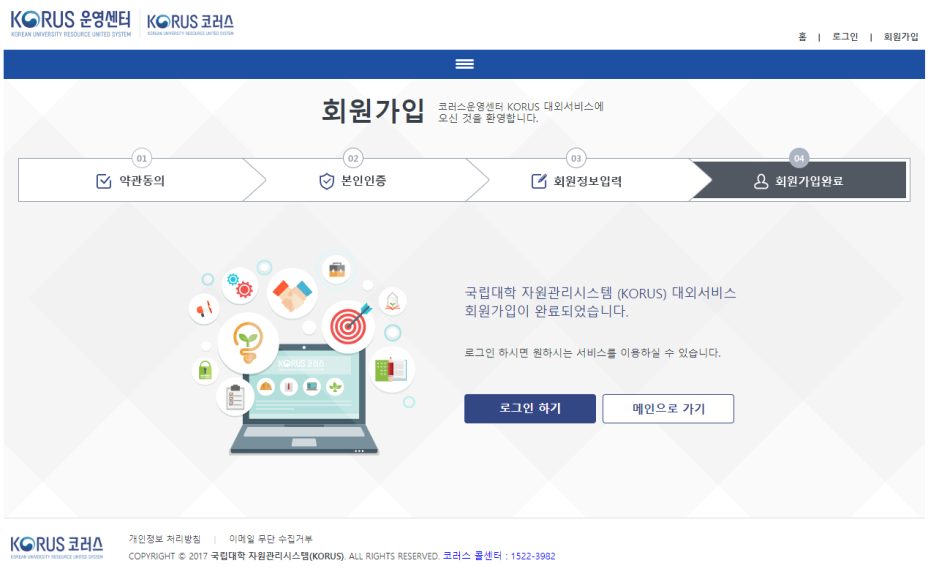 KORUS 운영센터
KOREAN UNIVERSITY RESOURCE UNITED SYSTEM
KORUS 코러스
KOREAN UNIVERSITY RESOURCE UNITED SYSTEM
홈 | 로그인 | 회원가입
회원가입
코러스운영센터 KORUS 대외서비스에
오신 것을 환영합니다.
01
약관동의
02
본인인증
03
회원정보입력
04
회원가입완료
KORUS 코러스
국립대학 자원관리시스템 (KORUS) 대외서비스
회원가입이 완료되었습니다.
로그인 하시면 원하시는 서비스를 이용하실 수 있습니다.
로그인 하기
메인으로 가기
KORUS 코러스
KOREAN UNIVERSITY RESOURCE UNITED SYSTEM
개인정보 처리방침 | 이메일 무단 수집거부
COPYRIGHT © 2017 국립대학 자원관리시스템(KORUS). ALL RIGHTS RESERVED. 코러스 콜센터 : 1522-3982